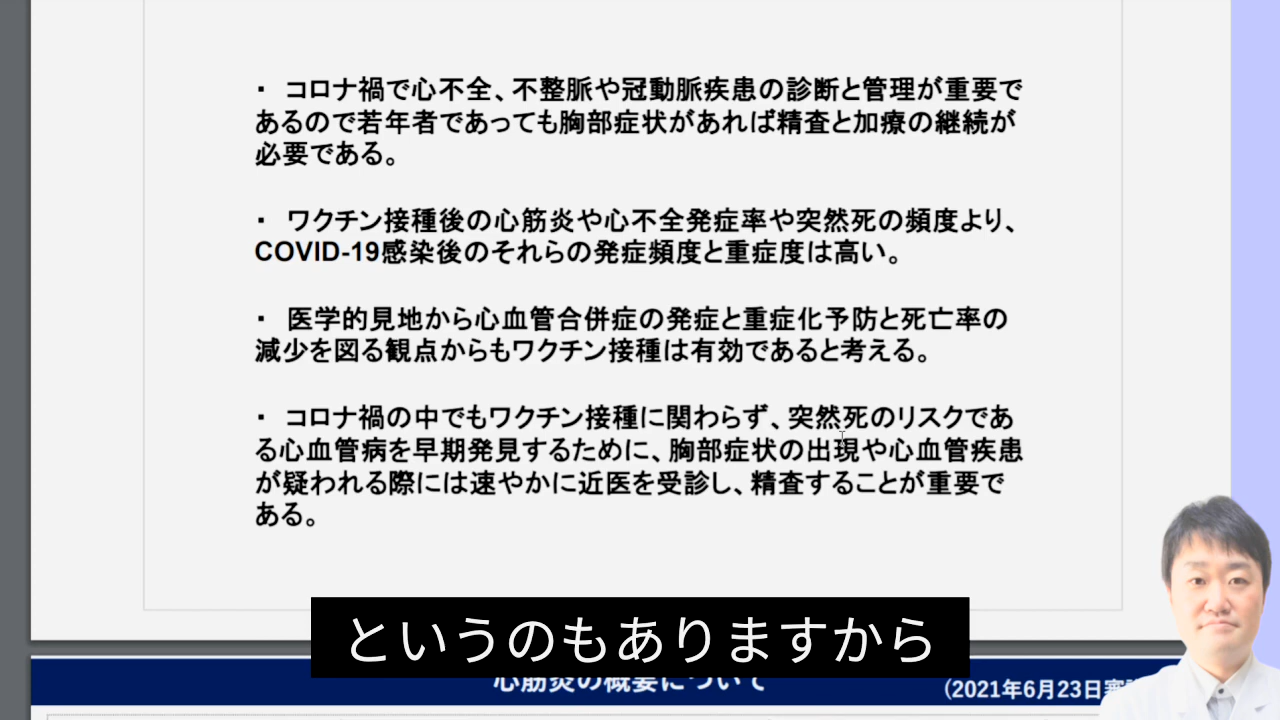 ・ コロナ禍で心不全、不整脈や冠動脈疾患の診断と管理が重要で
あるので若年者であっても胸部症状があれば精査と加療の継続が
必要である。
・ ワクチン接種後の心筋炎や心不全発症率や突然死の頻度より、
COVID-19感染後のそれらの発症頻度と重症度は高い。
・ 医学的見地から心血管合併症の発症と重症化予防と死亡率の
減少を図る観点からもワクチン接種は有効であると考える。
・ コロナ禍の中でもワクチン接種に関わらず、突然死のリスクであ
る心血管病を早期発見するために、胸部症状の出現や心血管疾患
が疑われる際には速やかに近医を受診し、精査することが重要で
ある。
というのもありますから
心筋炎の概要について
(2021年6月23日